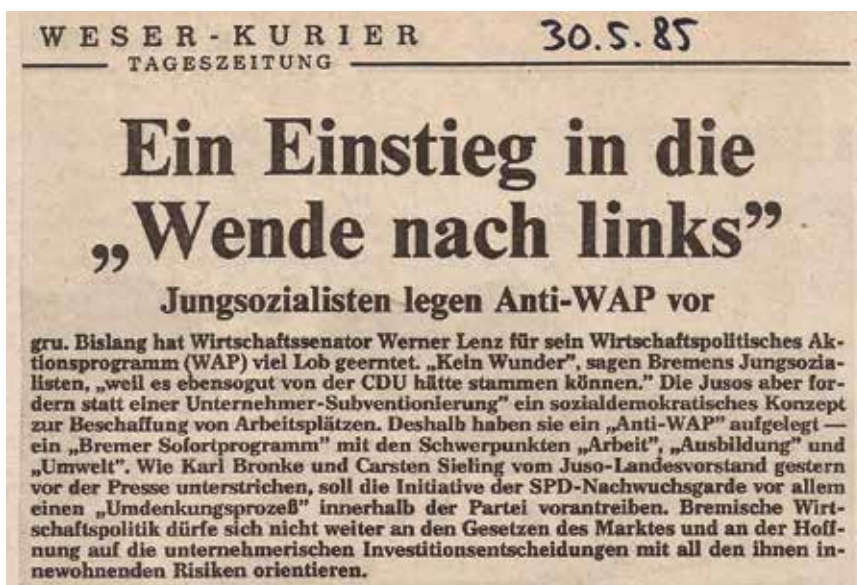 WESER-KURIER 30.5.85
TAGESZEITUNG
Ein Einstieg in die
„Wende nach links”
Jungsozialisten legen Anti-WAP vor
gru. Bislang hat Wirtschaftssenator Werner Lenz für sein Wirtschaftspolitisches Ak-
tionsprogramm (WAP) viel Lob geerntet. „Kein Wunder”, sagen Bremens Jungsozia-
listen, „weil es ebensogut von der CDU hätte stammen können.” Die Jusos aber for-
dern statt einer Unternehmer-Subventionierung” ein sozialdemokratisches Konzept
zur Beschaffung von Arbeitsplätzen. Deshalb haben sie ein „Anti-WAP” aufgelegt —
ein „Bremer Sofortprogramm” mit den Schwerpunkten „Arbeit”, „Ausbildung” und
„Umwelt”. Wie Karl Bronke und Carsten Sieling vom Juso-Landesvorstand gestern
vor der Presse unterstrichen, soll die Initiative der SPD-Nachwuchsgarde vor allem
einen „Umdenkungsprozeß” innerhalb der Partei vorantreiben. Bremische Wirt-
schaftspolitik dürfe sich nicht weiter an den Gesetzen des Marktes und an der Hoff-
nung auf die unternehmerischen Investitionsentscheidungen mit all den ihnen in-
newohnenden Risiken orientieren.